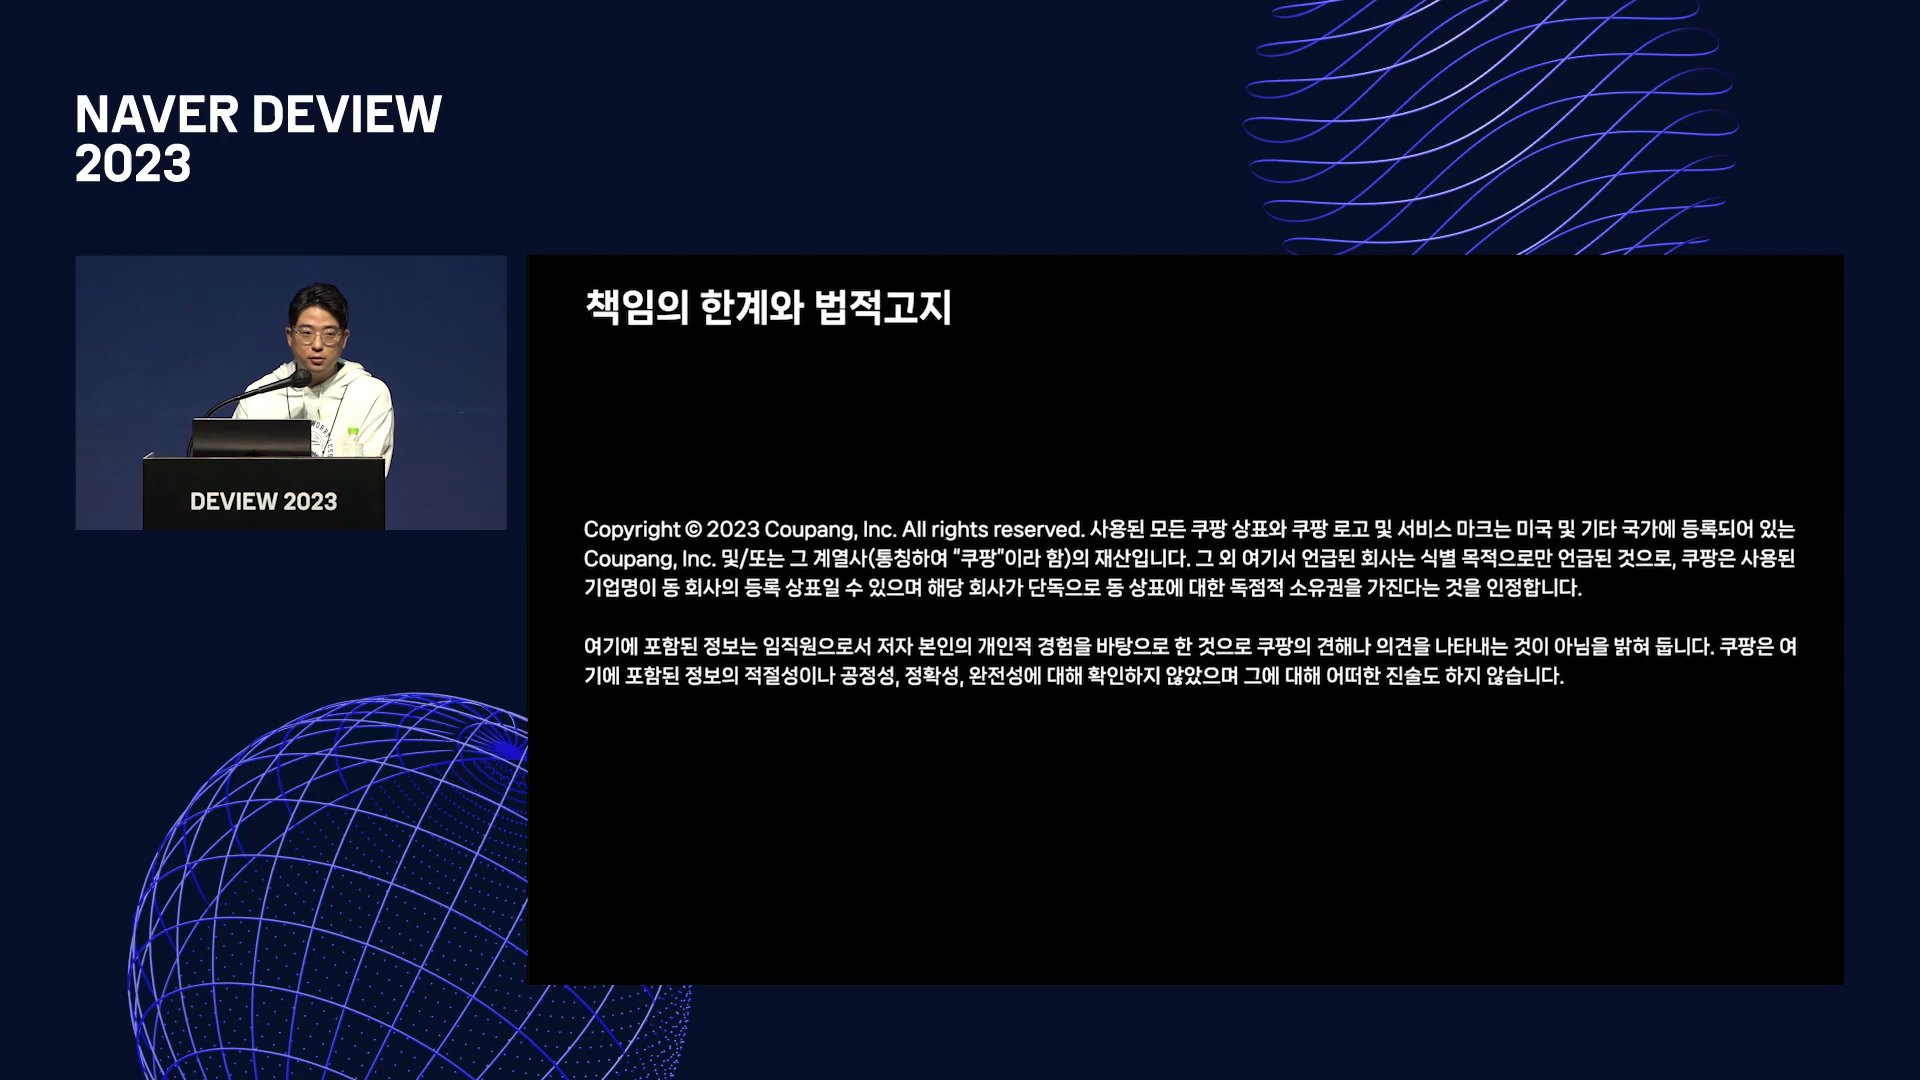 NAVER DEVIEW
2023
DEVIEW 2023
책임의 한계와 법적고지
Copyright © 2023 Coupang, Inc. All rights reserved. 사용된 모든 쿠팡 상표와 쿠팡 로고 및 서비스 마크는 미국 및 기타 국가에 등록되어 있는
Coupang, Inc. 및/또는 그 계열사(통칭하여 “쿠팡”이라 함)의 재산입니다. 그 외 여기서 언급된 회사는 식별 목적으로만 언급된 것으로, 쿠팡은 사용된
기업명이 동 회사의 등록 상표일 수 있으며 해당 회사가 단독으로 동 상표에 대한 독점적 소유권을 가진다는 것을 인정합니다.
여기에 포함된 정보는 임직원으로서 저자 본인의 개인적 경험을 바탕으로 한 것으로 쿠팡의 견해나 의견을 나타내는 것이 아님을 밝혀 둡니다. 쿠팡은 여
기에 포함된 정보의 적절성이나 공정성, 정확성, 완전성에 대해 확인하지 않았으며 그에 대해 어떠한 진술도 하지 않습니다.